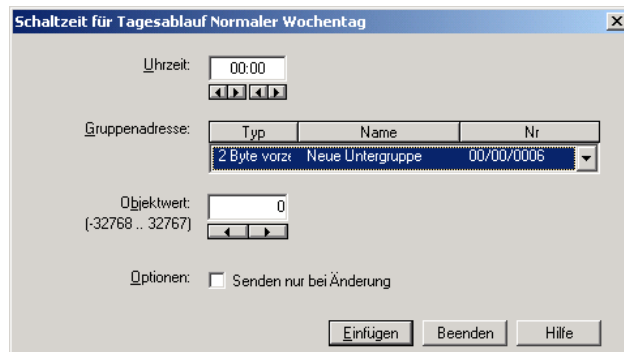 Schaltzeit für Tagesablauf Normaler Wochentag
Uhrzeit: 00:00
Gruppenadresse: Typ Name Nr
2 Byte vorze Neue Untergruppe 00/00/0006
Objektwert: 0
(-32768 .. 32767)
Optionen: Senden nur bei Änderung
Einfügen Beenden Hilfe